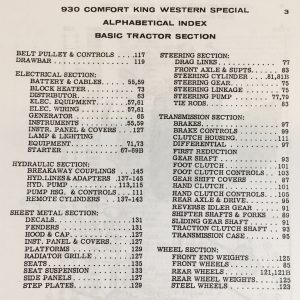 930 COMFORT KING WESTERN SPECIAL 3
ALPHABETICAL INDEX
BASIC TRACTOR SECTION
BELT PULLEY & CONTROLS . . .117
DRAWBAR . . . . . . . . . . . 119
ELECTRICAL SECTION:
BATTERY & CABLES. . . . .55,59
BLOCK HEATER . . . . . . 73
DISTRIBUTOR. . . . . . . . 63
ELEC. EQUIPMENT. . . . .57,61
ELEC. WIRING . . . . . . . 61
GENERATOR . . . . . . . . 65
INSTRUMENTS. . . . . . .55,59
INSTR. PANEL & COVERS . . 127
LAMP & LIGHTING
EQUIPMENT . . . . . . .71,73
STARTER . . . . . . . . 67-69B
HYDRAULIC SECTION:
BREAKAWAY COUPLINGS . . 145
HYD.LINES& ADAPTERS . 137-143
HYD. PUMP . . . . . . .113,115
PUMP HSG. & CONTROLS . . . 111
REMOTE CYLINDERS . . 137-143
SHEET METAL SECTION:
DECALS. . . . . . . . . . .131
FENDERS . . . . . . . . . .131
HOOD & CAP. . . . . . . . .127
INST. PANEL & COVERS. . . .127
PLATFORMS . . . . . . . . .129
RADIATOR GRILLE . . . . . .127
SEATS . . . . . . . . . . .135
SEAT SUSPENSION . . . . . .133
SIDE PANELS . . . . . . . .127
STEP PLATES . . . . . . . .129
STEERING SECTION:
DRAG LINKS . . . . . . . . 77
FRONT AXLE & SUPTS. . . . 83
STEERING CYLINDER . . .81,81B
STEERING GEAR. . . . . . . 75
STEERING LINKAGE . . . . . 75
STEERING PUMP . . . . .77,79
TIE RODS. . . . . . . . . . 83
TRANSMISSION SECTION:
BRAKES. . . . . . . . . . . 97
BRAKE CONTROLS . . . . . . 99
CLUTCH HOUSING. . . . . .111
DIFFERENTIAL . . . . . . . 97
FIRST REDUCTION
GEAR SHAFT . . . . . . . 93
FOOT CLUTCH . . . . . . .101
FOOT CLUTCH CONTROLS . .103
GEAR SHIFT COVERS . . . . 87
HAND CLUTCH . . . . . . .101
HAND CLUTCH CONTROLS. . .105
REAR AXLE & DRIVE. . . . . 95
REVERSE IDLER GEAR . . . . 91
SHIFTER SHAFTS & FORKS . . 89
SLIDING GEAR SHAFT . . . . 91
TRACTION CLUTCH SHAFT . . 93
TRANSMISSION CASE. . . . . 95
WHEEL SECTION:
FRONT END WEIGHTS . . . .125
FRONT WHEELS . . . . . . . 85
REAR WHEELS . . . . .121,121B
REAR WHEEL WEIGHTS. . . .125
STEEL WHEELS . . . . . . .123